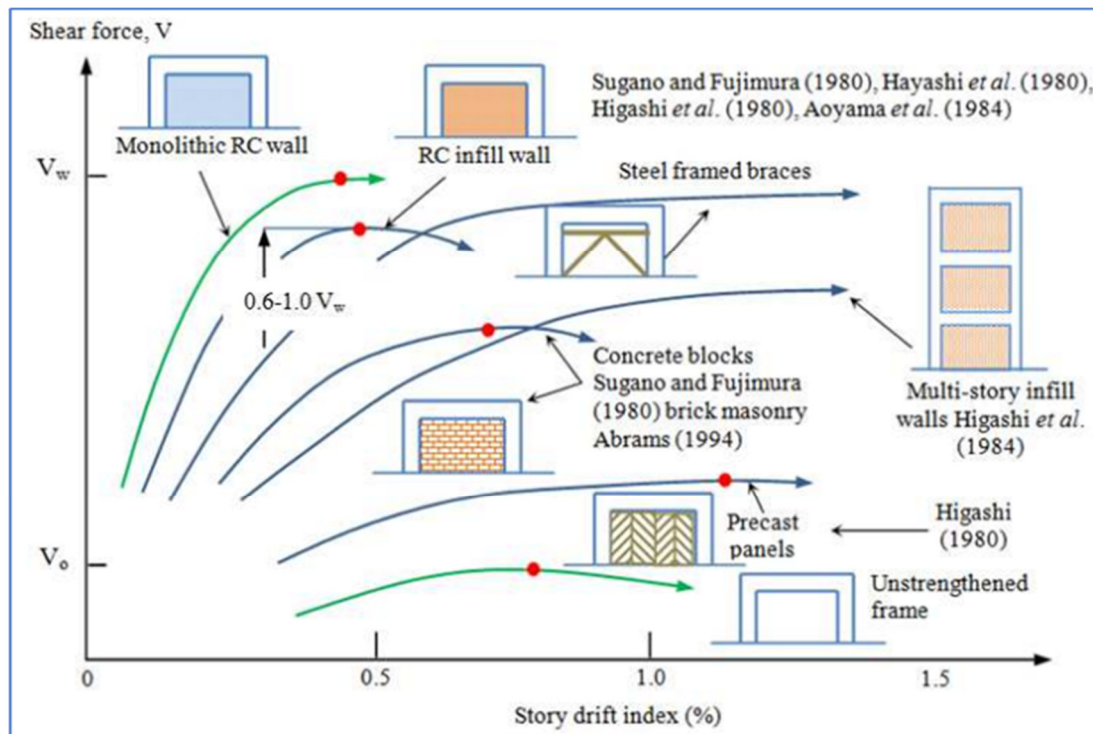 Shear force, V
Sugano and Fujimura (1980), Hayashi et al. (1980),
Higashi et al. (1980), Aoyama et al. (1984)
Monolithic RC wall
RC infill wall
Steel framed braces
Vw
0.6-1.0 Vw
Concrete blocks
Sugano and Fujimura
(1980) brick masonry
Abrams (1994)
Multi-story infill
walls Higashi et al.
(1984)
Precast
panels
Higashi
(1980)
Vo
Unstrengthened
frame
0
0.5
1.0
1.5
Story drift index (%)